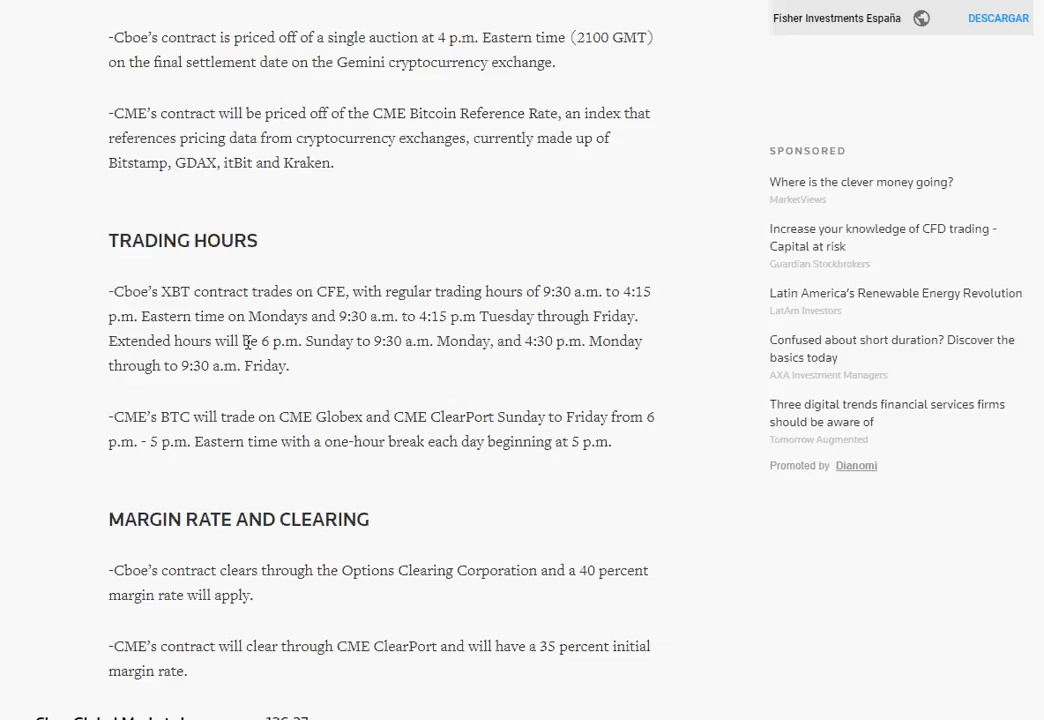 -Cboe's contract is priced off of a single auction at 4 p.m. Eastern time (2100 GMT)
on the final settlement date on the Gemini cryptocurrency exchange.
-CME's contract will be priced off of the CME Bitcoin Reference Rate, an index that
references pricing data from cryptocurrency exchanges, currently made up of
Bitstamp, GDAX, itBit and Kraken.
TRADING HOURS
-Cboe's XBT contract trades on CFE, with regular trading hours of 9:30 a.m. to 4:15
p.m. Eastern time on Mondays and 9:30 a.m. to 4:15 p.m Tuesday through Friday.
Extended hours will be 6 p.m. Sunday to 9:30 a.m. Monday, and 4:30 p.m. Monday
through to 9:30 a.m. Friday.
-CME's BTC will trade on CME Globex and CME ClearPort Sunday to Friday from 6
p.m. - 5 p.m. Eastern time with a one-hour break each day beginning at 5 p.m.
MARGIN RATE AND CLEARING
-Cboe's contract clears through the Options Clearing Corporation and a 40 percent
margin rate will apply.
-CME's contract will clear through CME ClearPort and will have a 35 percent initial
margin rate.
Fisher Investments España
DESCARGAR
SPONSORED
Where is the clever money going?
MarketViews
Increase your knowledge of CFD trading -
Capital at risk
Guardian Stockbrokers
Latin America's Renewable Energy Revolution
LatAm Investors
Confused about short duration? Discover the
basics today
AXA Investment Managers
Three digital trends financial services firms
should be aware of
Tomorrow Augmented
Promoted by Dianomi